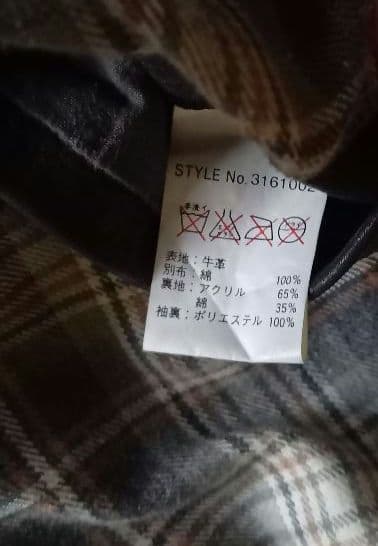 STYLE No. 3161002
手洗イ
表地:牛革
別布:綿 100%
裏地:アクリル 65%
綿 35%
袖裏:ポリエステル 100%